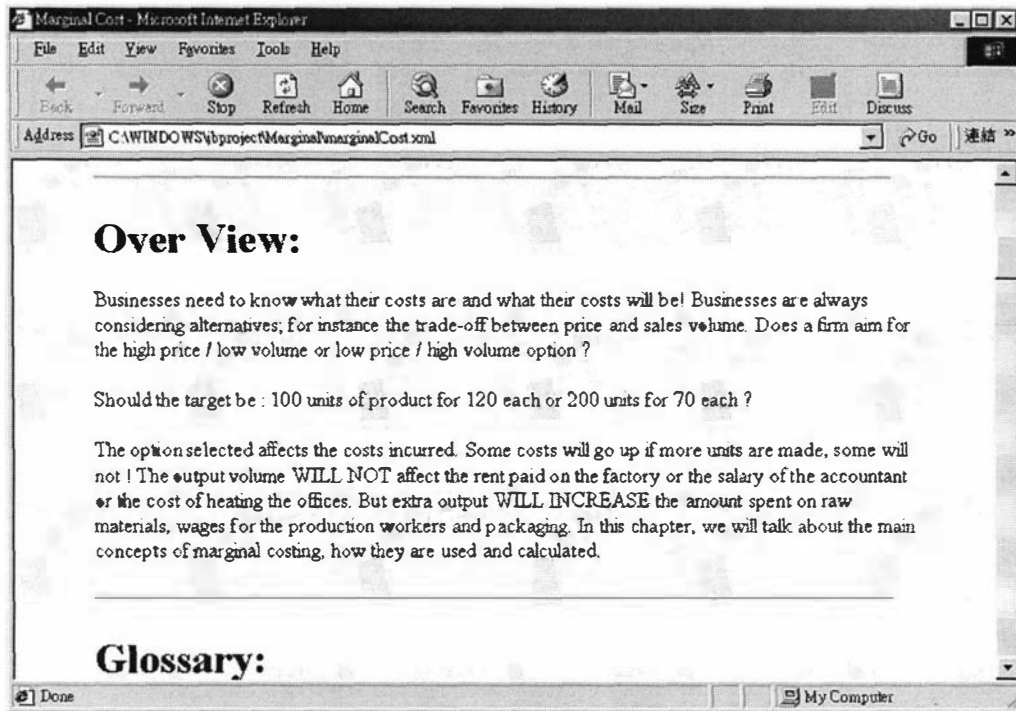 Marginal Cost - Microsoft Internet Explorer
File Edit View Favorites Tools Help
Back Forward Stop Refresh Home Search Favorites History Mail Size Print Edit Discuss
Address C:\WINDOWS\jbproject\Marginal\marginalCost.xml Go 連結 »
Over View:
Businesses need to know what their costs are and what their costs will be! Businesses are always
considering alternatives; for instance the trade-off between price and sales volume. Does a firm aim for
the high price / low volume or low price / high volume option ?
Should the target be : 100 units of product for 120 each or 200 units for 70 each ?
The option selected affects the costs incurred. Some costs will go up if more units are made, some will
not ! The output volume WILL NOT affect the rent paid on the factory or the salary of the accountant
or the cost of heating the offices. But extra output WILL INCREASE the amount spent on raw
materials, wages for the production workers and packaging. In this chapter, we will talk about the main
concepts of marginal costing, how they are used and calculated.
Glossary:
Done My Computer